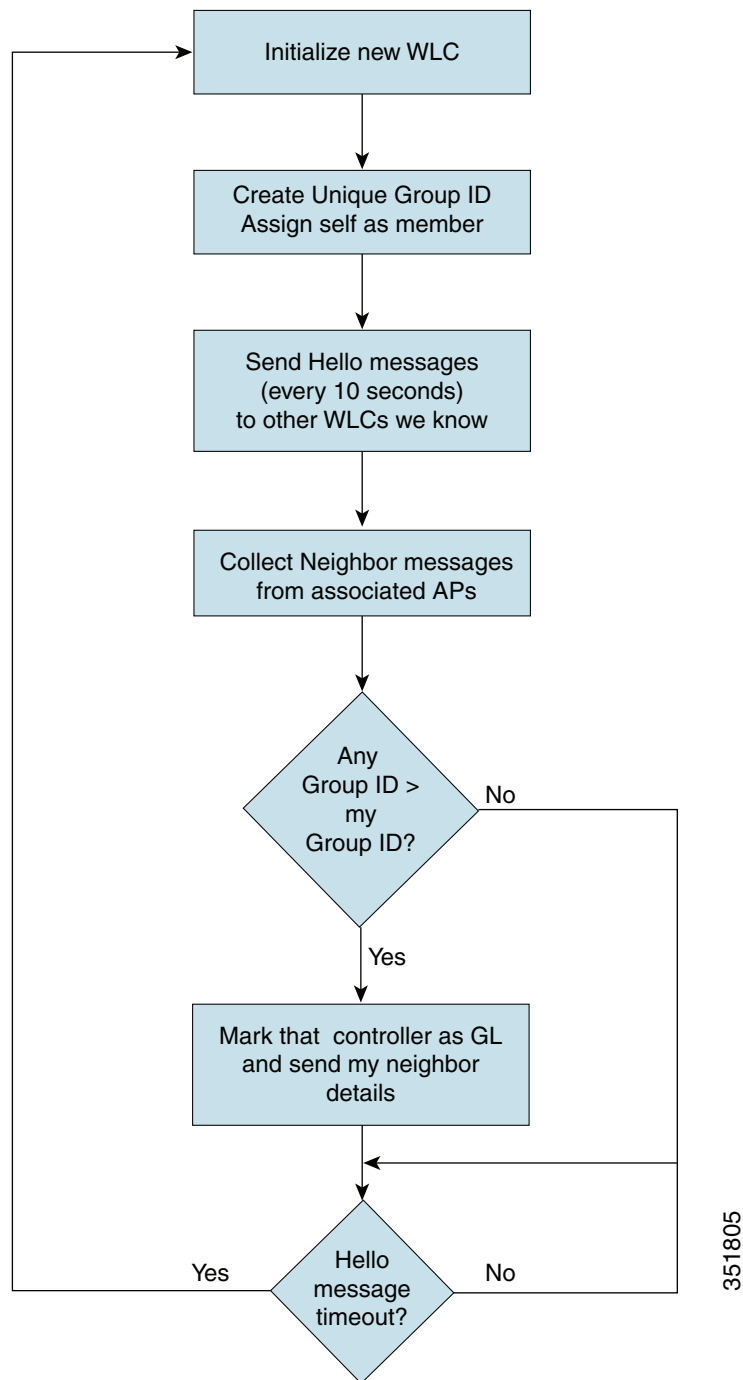 Initialize new WLC
Create Unique Group ID
Assign self as member
Send Hello messages
(every 10 seconds)
to other WLCs we know
Collect Neighbor messages
from associated APs
Any
Group ID >
my
Group ID?
No
Yes
Mark that controller as GL
and send my neighbor
details
Hello
message
timeout?
Yes
No
351805